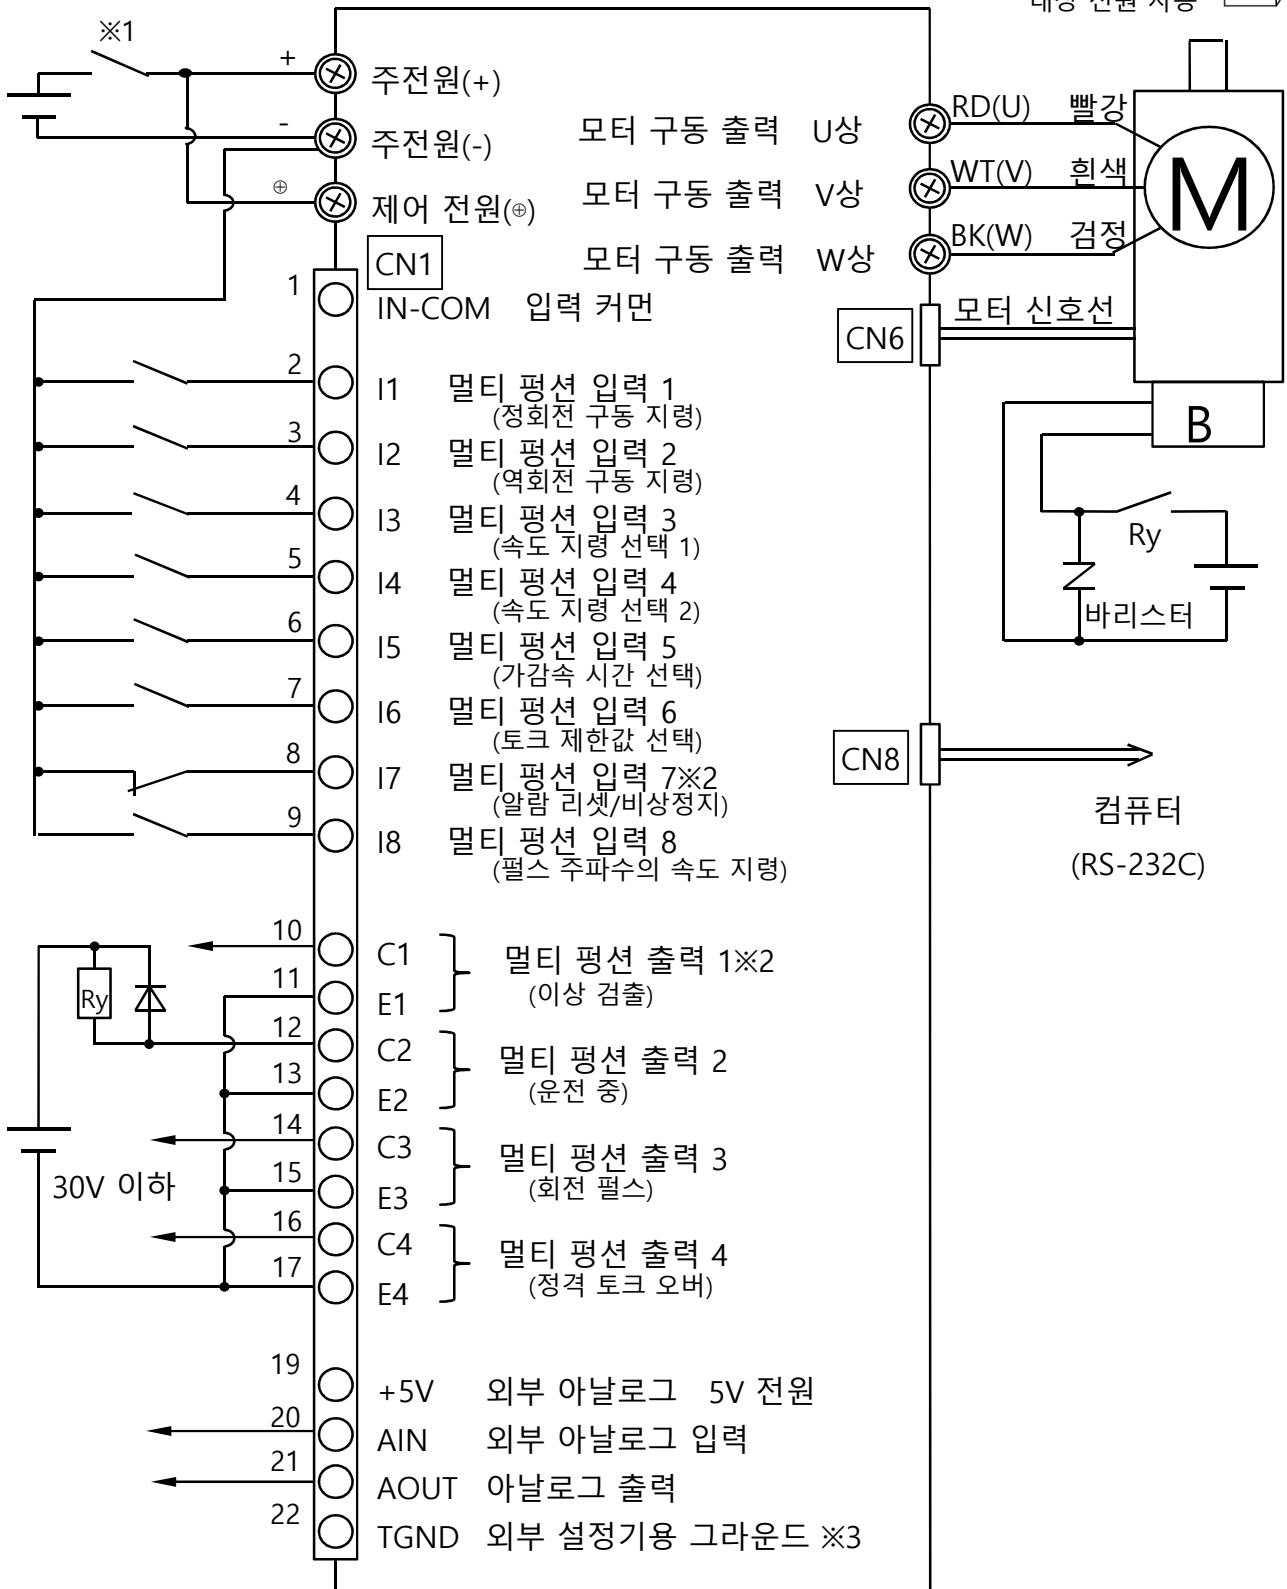 ※1
+
주전원(+)
-
주전원(-)
⊕
제어 전원(⊕)
모터 구동 출력 U상
RD(U) 빨강
모터 구동 출력 V상
WT(V) 흰색
모터 구동 출력 W상
BK(W) 검정
M
CN1
1
IN-COM 입력 커먼
CN6
모터 신호선
B
Ry
바리스터
2
I1 멀티 펑션 입력 1
(정회전 구동 지령)
3
I2 멀티 펑션 입력 2
(역회전 구동 지령)
4
I3 멀티 펑션 입력 3
(속도 지령 선택 1)
5
I4 멀티 펑션 입력 4
(속도 지령 선택 2)
6
I5 멀티 펑션 입력 5
(가감속 시간 선택)
7
I6 멀티 펑션 입력 6
(토크 제한값 선택)
8
I7 멀티 펑션 입력 7※2
(알람 리셋/비상정지)
9
I8 멀티 펑션 입력 8
(펄스 주파수의 속도 지령)
CN8
컴퓨터
(RS-232C)
10
C1
멀티 펑션 출력 1※2
(이상 검출)
11
E1
Ry
12
C2
멀티 펑션 출력 2
(운전 중)
13
E2
14
C3
멀티 펑션 출력 3
(회전 펄스)
15
E3
30V 이하
16
C4
멀티 펑션 출력 4
(정격 토크 오버)
17
E4
19
+5V 외부 아날로그 5V 전원
20
AIN 외부 아날로그 입력
21
AOUT 아날로그 출력
22
TGND 외부 설정기용 그라운드 ※3